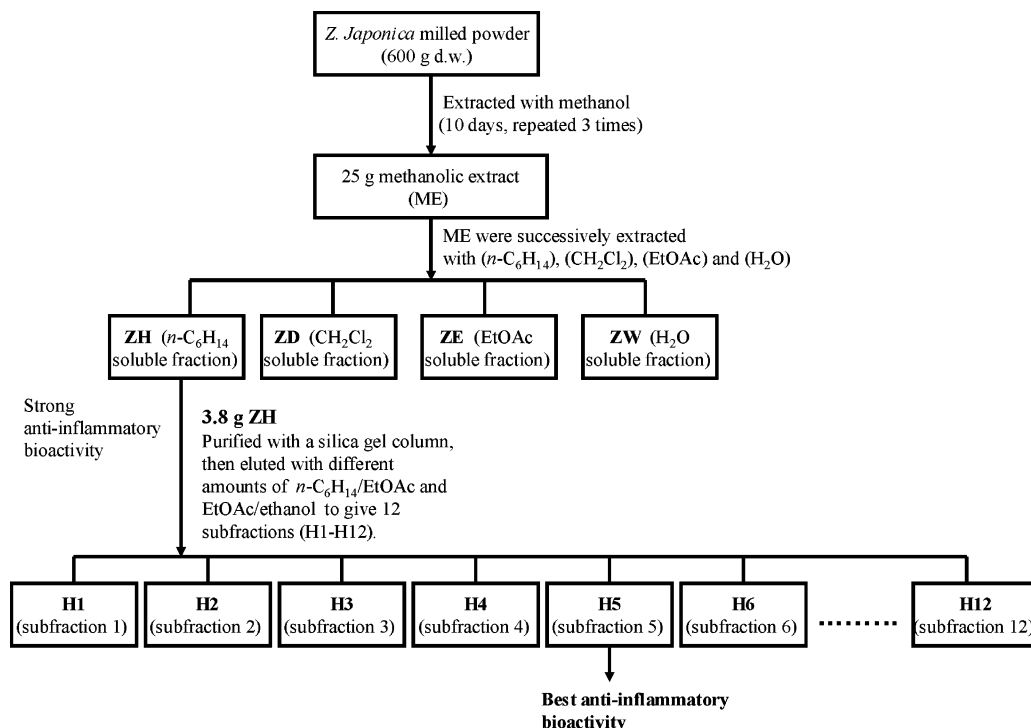 Z. Japonica milled powder
(600 g d.w.)
Extracted with methanol
(10 days, repeated 3 times)
25 g methanolic extract
(ME)
ME were successively extracted
with (n-C₆H₁₄), (CH₂Cl₂), (EtOAc) and (H₂O)
ZH (n-C₆H₁₄
soluble fraction)
ZD (CH₂Cl₂
soluble fraction)
ZE (EtOAc
soluble fraction)
ZW (H₂O
soluble fraction)
Strong
anti-inflammatory
bioactivity
3.8 g ZH
Purified with a silica gel column,
then eluted with different
amounts of n-C₆H₁₄/EtOAc and
EtOAc/ethanol to give 12
subfractions (H1-H12).
H1
(subfraction 1)
H2
(subfraction 2)
H3
(subfraction 3)
H4
(subfraction 4)
H5
(subfraction 5)
H6
(subfraction 6)
H12
(subfraction 12)
Best anti-inflammatory
bioactivity